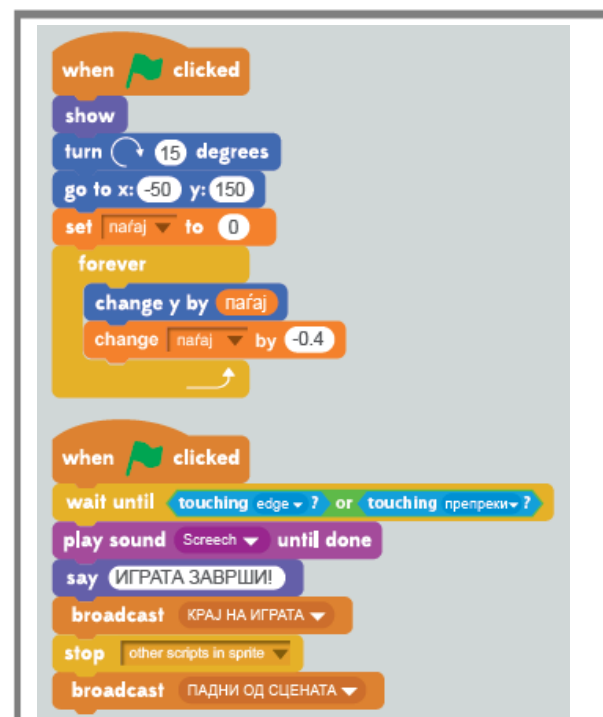 when clicked
show
turn 15 degrees
go to x: -50 y: 150
set паѓај to 0
forever
change y by паѓај
change паѓај by -0.4
when clicked
wait until touching edge ? or touching препреки ?
play sound Screech until done
say ИГРАТА ЗАВРШИ!
broadcast КРАЈ НА ИГРАТА
stop other scripts in sprite
broadcast ПАДНИ ОД СЦЕНАТА